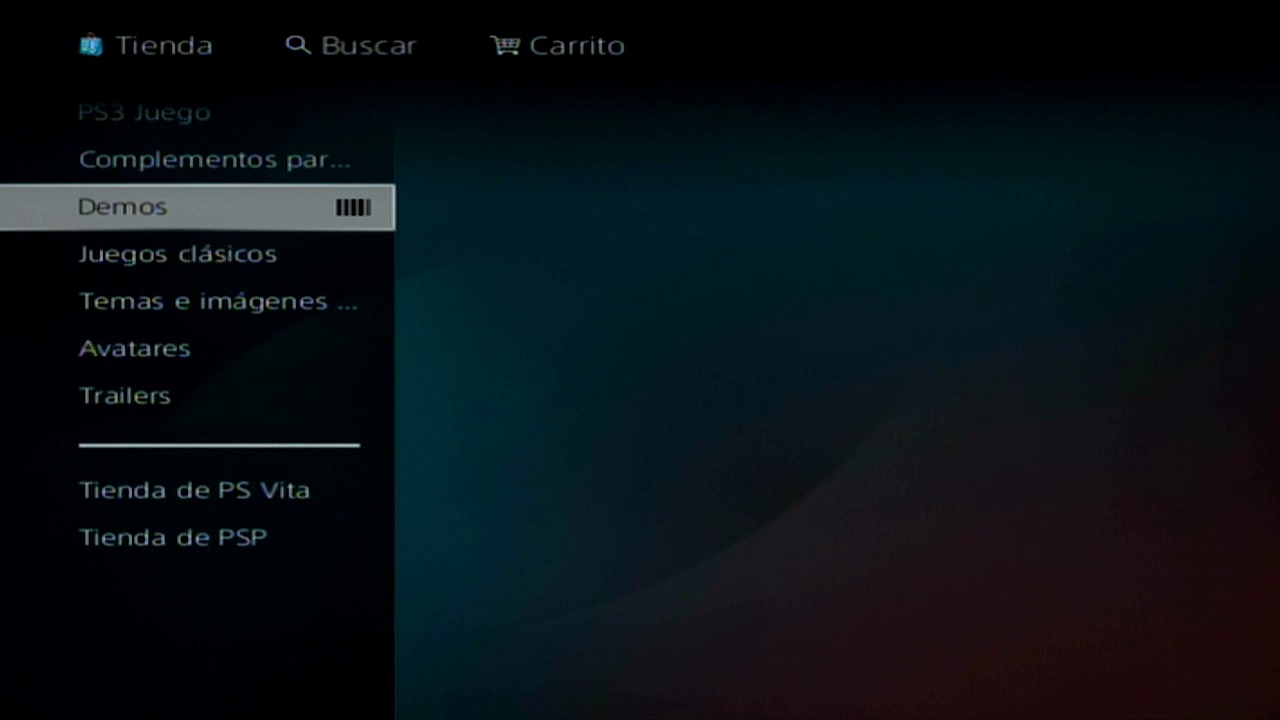 Tienda Buscar Carrito
PS3 Juego
Complementos par...
Demos
Juegos clásicos
Temas e imágenes ...
Avatares
Trailers
Tienda de PS Vita
Tienda de PSP